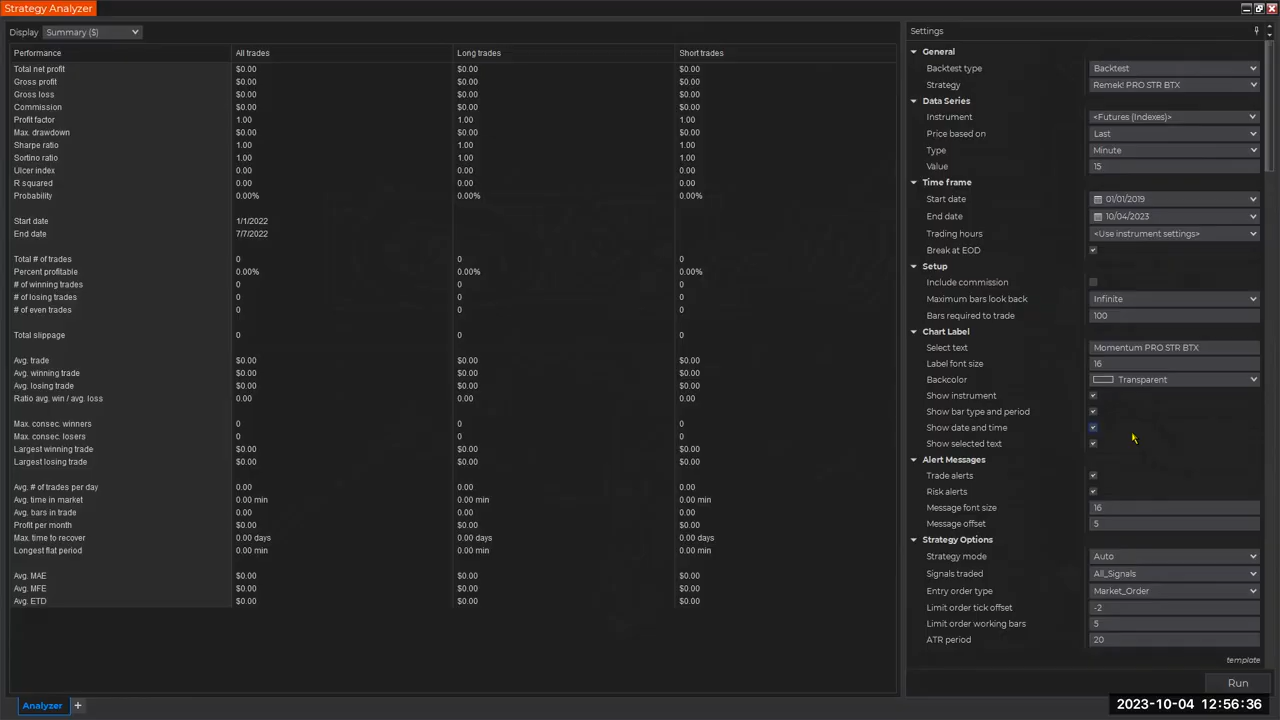 Strategy Analyzer
Display Summary ($)
Performance All trades Long trades Short trades
Total net profit $0.00 $0.00 $0.00
Gross profit $0.00 $0.00 $0.00
Gross loss $0.00 $0.00 $0.00
Commission $0.00 $0.00 $0.00
Profit factor 1.00 1.00 1.00
Max. drawdown $0.00 $0.00 $0.00
Sharpe ratio 1.00 1.00 1.00
Sortino ratio 1.00 1.00 1.00
Ulcer index 0.00 0.00 0.00
R squared 0.00 0.00 0.00
Probability 0.00% 0.00% 0.00%
Start date 1/1/2022
End date 7/7/2022
Total # of trades 0 0 0
Percent profitable 0.00% 0.00% 0.00%
# of winning trades 0 0 0
# of losing trades 0 0 0
# of even trades 0 0 0
Total slippage 0 0 0
Avg. trade $0.00 $0.00 $0.00
Avg. winning trade $0.00 $0.00 $0.00
Avg. losing trade $0.00 $0.00 $0.00
Ratio avg. win / avg. loss 0.00 0.00 0.00
Max. consec. winners 0 0 0
Max. consec. losers 0 0 0
Largest winning trade $0.00 $0.00 $0.00
Largest losing trade $0.00 $0.00 $0.00
Avg. # of trades per day 0.00 0.00 0.00
Avg. time in market 0.00 min 0.00 min 0.00 min
Avg. bars in trade 0.00 0.00 0.00
Profit per month $0.00 $0.00 $0.00
Max. time to recover 0.00 days 0.00 days 0.00 days
Longest flat period 0.00 min 0.00 min 0.00 min
Avg. MAE $0.00 $0.00 $0.00
Avg. MFE $0.00 $0.00 $0.00
Avg. ETD $0.00 $0.00 $0.00
Analyzer +
Settings
General
Backtest type Backtest
Strategy Remek! PRO STR BTX
Data Series
Instrument <Futures (Indexes)>
Price based on Last
Type Minute
Value 15
Time frame
Start date 01/01/2019
End date 10/04/2023
Trading hours <Use instrument settings>
Break at EOD
Setup
Include commission
Maximum bars look back Infinite
Bars required to trade 100
Chart Label
Select text Momentum PRO STR BTX
Label font size 16
Backcolor Transparent
Show instrument
Show bar type and period
Show date and time
Show selected text
Alert Messages
Trade alerts
Risk alerts
Message font size 16
Message offset 5
Strategy Options
Strategy mode Auto
Signals traded All_Signals
Entry order type Market_Order
Limit order tick offset -2
Limit order working bars 5
ATR period 20
template
Run
2023-10-04 12:56:36